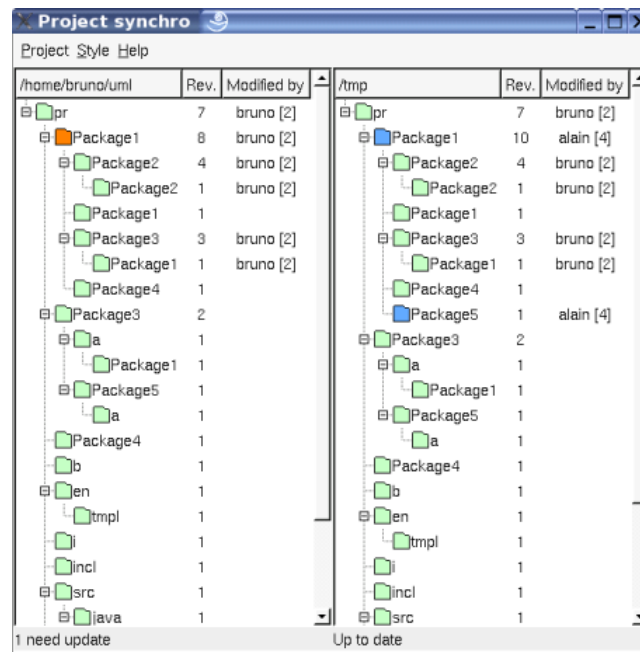 Project synchro
Project Style Help
/home/bruno/uml Rev. Modified by
pr 7 bruno [2]
Package1 8 bruno [2]
Package2 4 bruno [2]
Package2 1 bruno [2]
Package1 1
Package3 3 bruno [2]
Package1 1 bruno [2]
Package4 1
Package3 2
a 1
Package1 1
Package5 1
a 1
Package4 1
b 1
en 1
tmpl 1
i 1
incl 1
src 1
java 1
1 need update
/tmp Rev. Modified by
pr 7 bruno [2]
Package1 10 alain [4]
Package2 4 bruno [2]
Package2 1 bruno [2]
Package1 1
Package3 3 bruno [2]
Package1 1 bruno [2]
Package4 1
Package5 1 alain [4]
Package3 2
a 1
Package1 1
Package5 1
a 1
Package4 1
b 1
en 1
tmpl 1
i 1
incl 1
src 1
Up to date